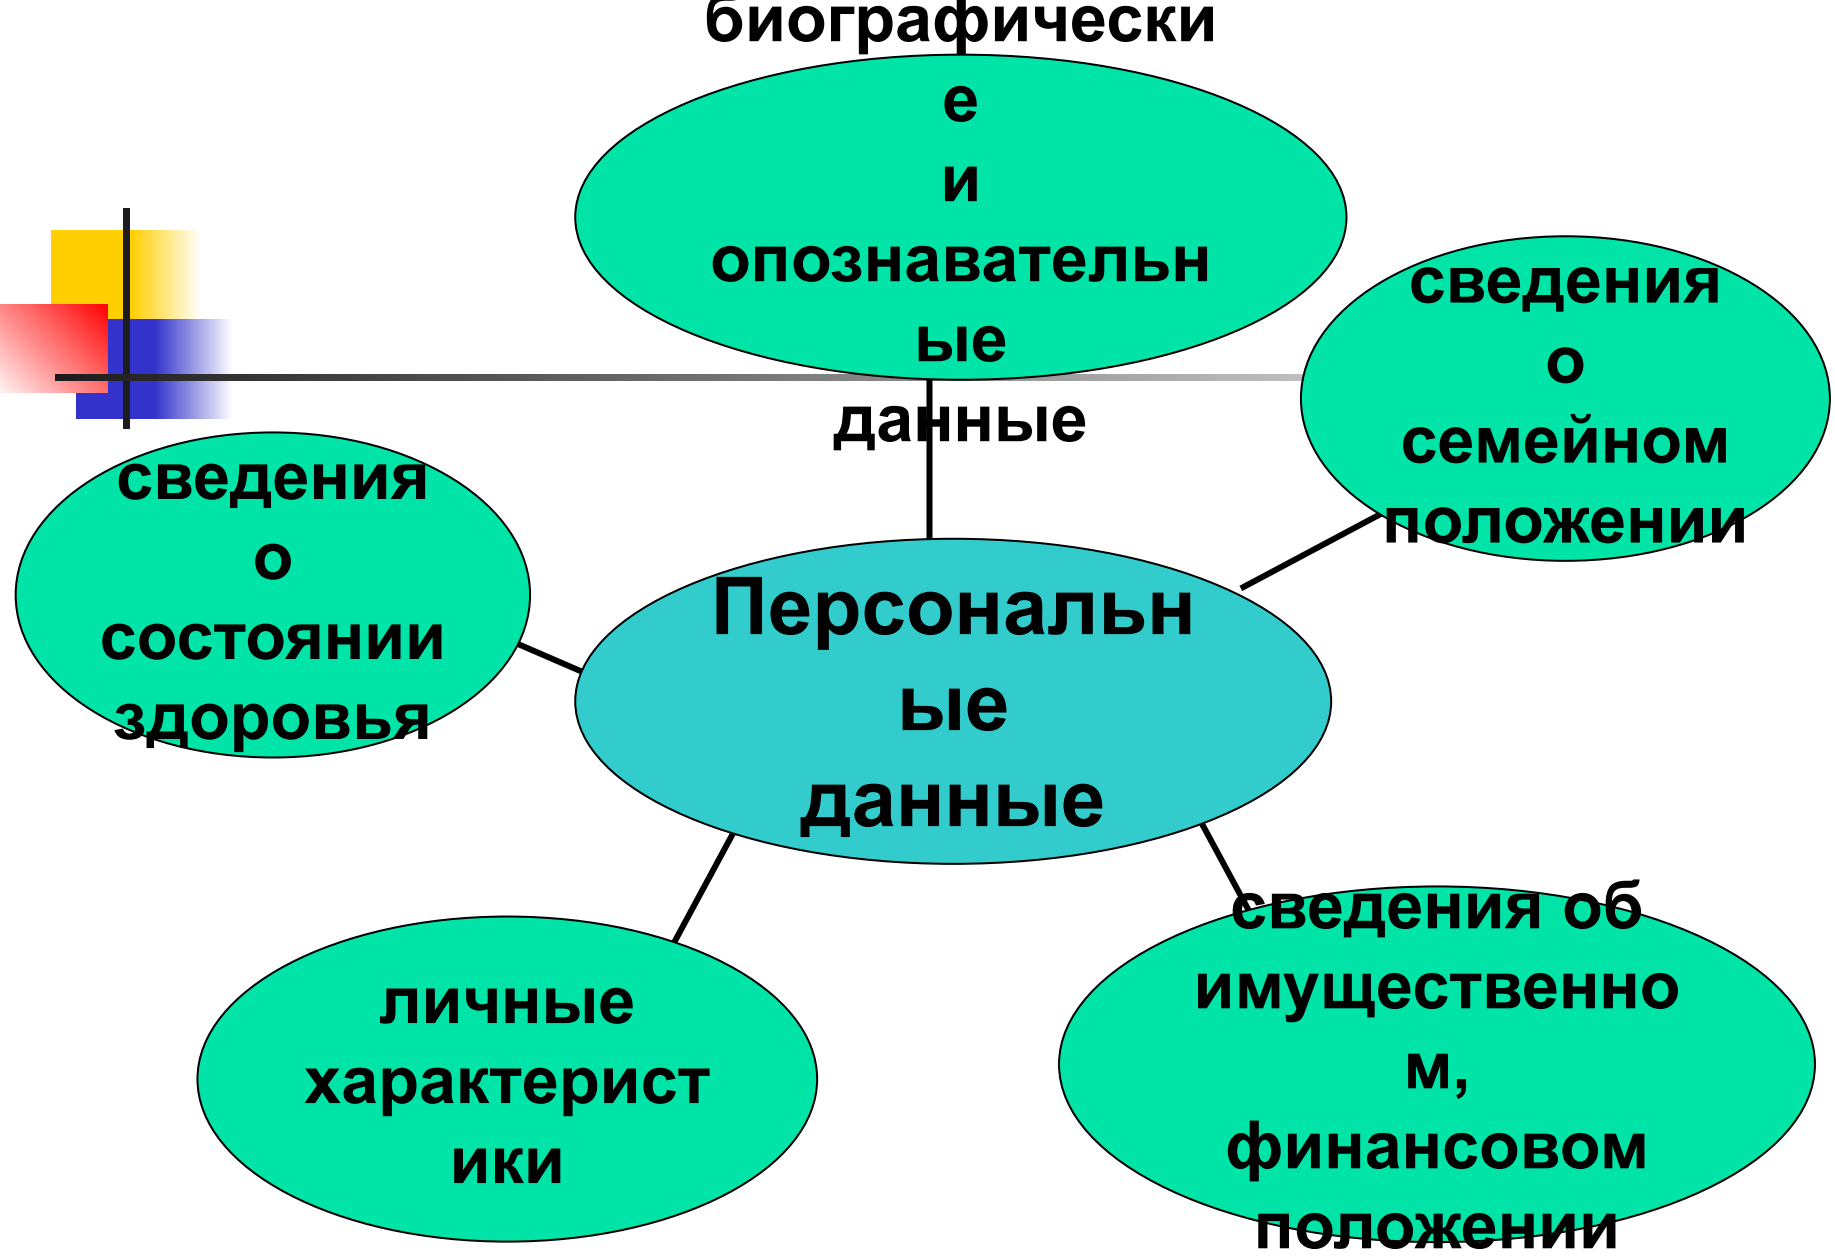 биографически
е
и
опознавательн
ые
данные
сведения
о
семейном
положении
сведения
о
состоянии
здоровья
Персональн
ые
данные
личные
характерист
ики
сведения об
имущественно
м,
финансовом
положении